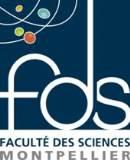 fds
FACULTÉ DES SCIENCES
MONTPELLIER